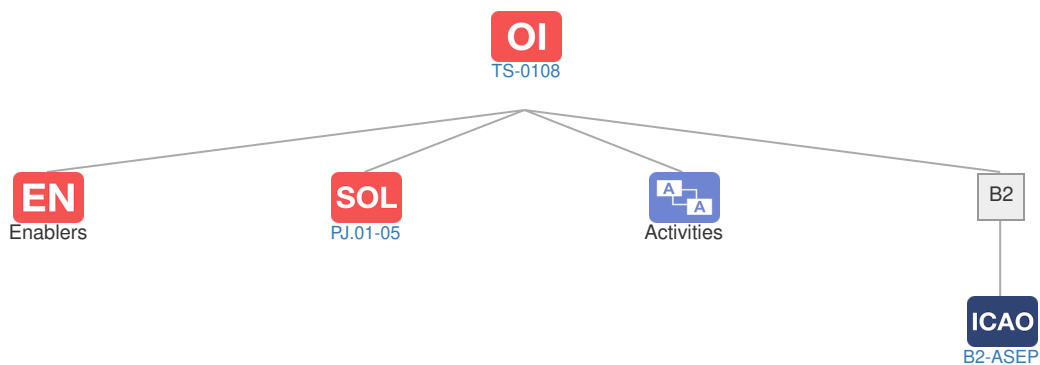 OI
TS-0108
EN
Enablers
SOL
PJ.01-05
A
A
Activities
B2
ICAO
B2-ASEP